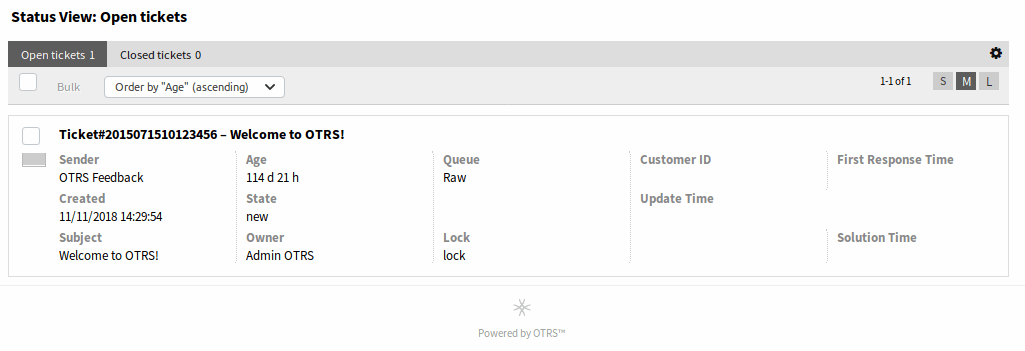 Status View: Open tickets
Open tickets 1 Closed tickets 0
Bulk Order by "Age" (ascending) 1-1 of 1 S M L
Ticket#2015071510123456 – Welcome to OTRS!
Sender Age Queue Customer ID First Response Time
OTRS Feedback 114 d 21 h Raw
Created State Update Time
11/11/2018 14:29:54 new
Subject Owner Lock Solution Time
Welcome to OTRS! Admin OTRS lock
Powered by OTRS™